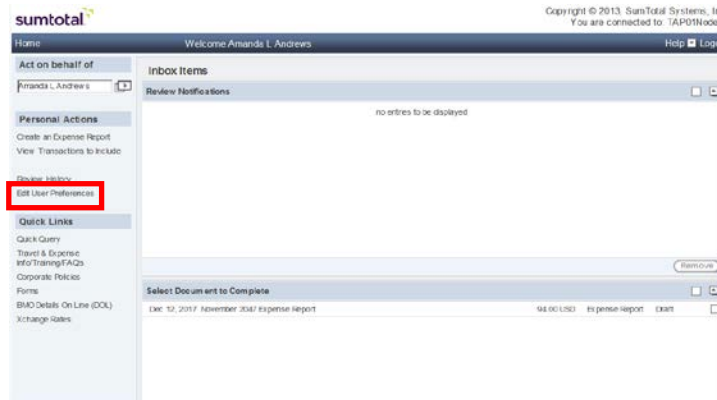 sumtotal
Copyright © 2013, SumTotal Systems, I
You are connected to: TAP01Node
Home
Welcome Amanda L Andrews
Help Log
Act on behalf of
Amanda L Andrews
Personal Actions
Create an Expense Report
View Transactions to Include
Review History
Edit User Preferences
Quick Links
Quick Query
Travel & Expense
Info/Training/FAQs
Corporate Policies
Forms
BMO Details On Line (DOL)
Xchange Rates
Inbox Items
Review Notifications
no entries to be displayed
Remove
Select Document to Complete
Dec 12, 2017 November 2017 Expense Report 94.00 USD Expense Report Draft